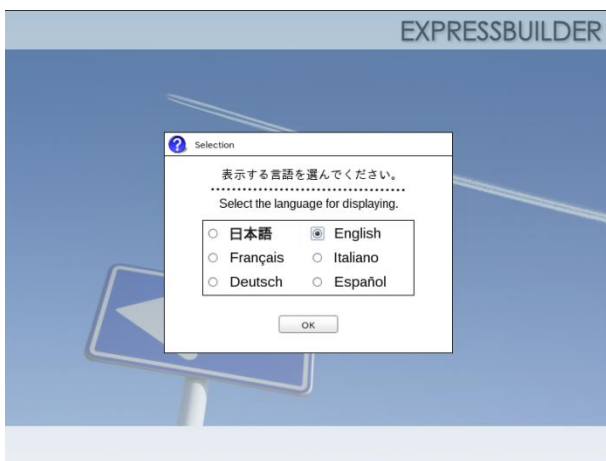 EXPRESSBUILDER
Selection
表示する言語を選んでください。
Select the language for displaying.
日本語 English
Français Italiano
Deutsch Español
OK